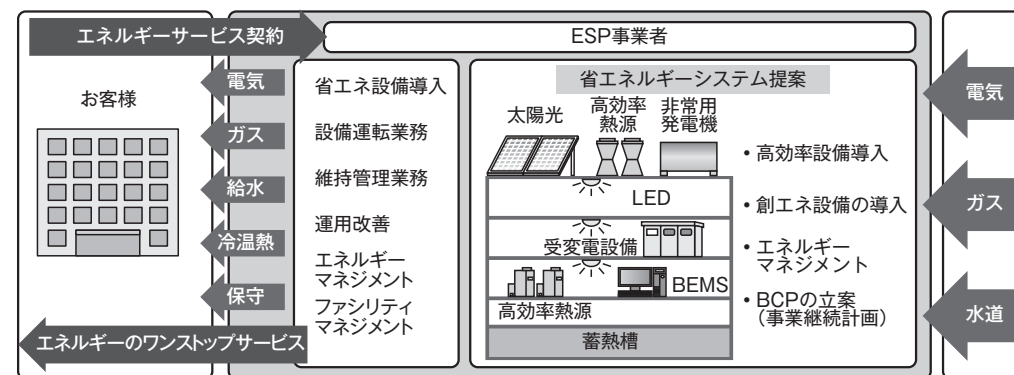 エネルギーサービス契約
ESP事業者
お客様
電気
ガス
給水
冷温熱
保守
エネルギーのワンストップサービス
省エネ設備導入
設備運転業務
維持管理業務
運用改善
エネルギー
マネジメント
ファシリティ
マネジメント
省エネルギーシステム提案
太陽光
高効率
熱源
非常用
発電機
LED
受変電設備
BEMS
高効率熱源
蓄熱槽
・高効率設備導入
・創エネ設備の導入
・エネルギー
マネジメント
・BCPの立案
（事業継続計画）
電気
ガス
水道